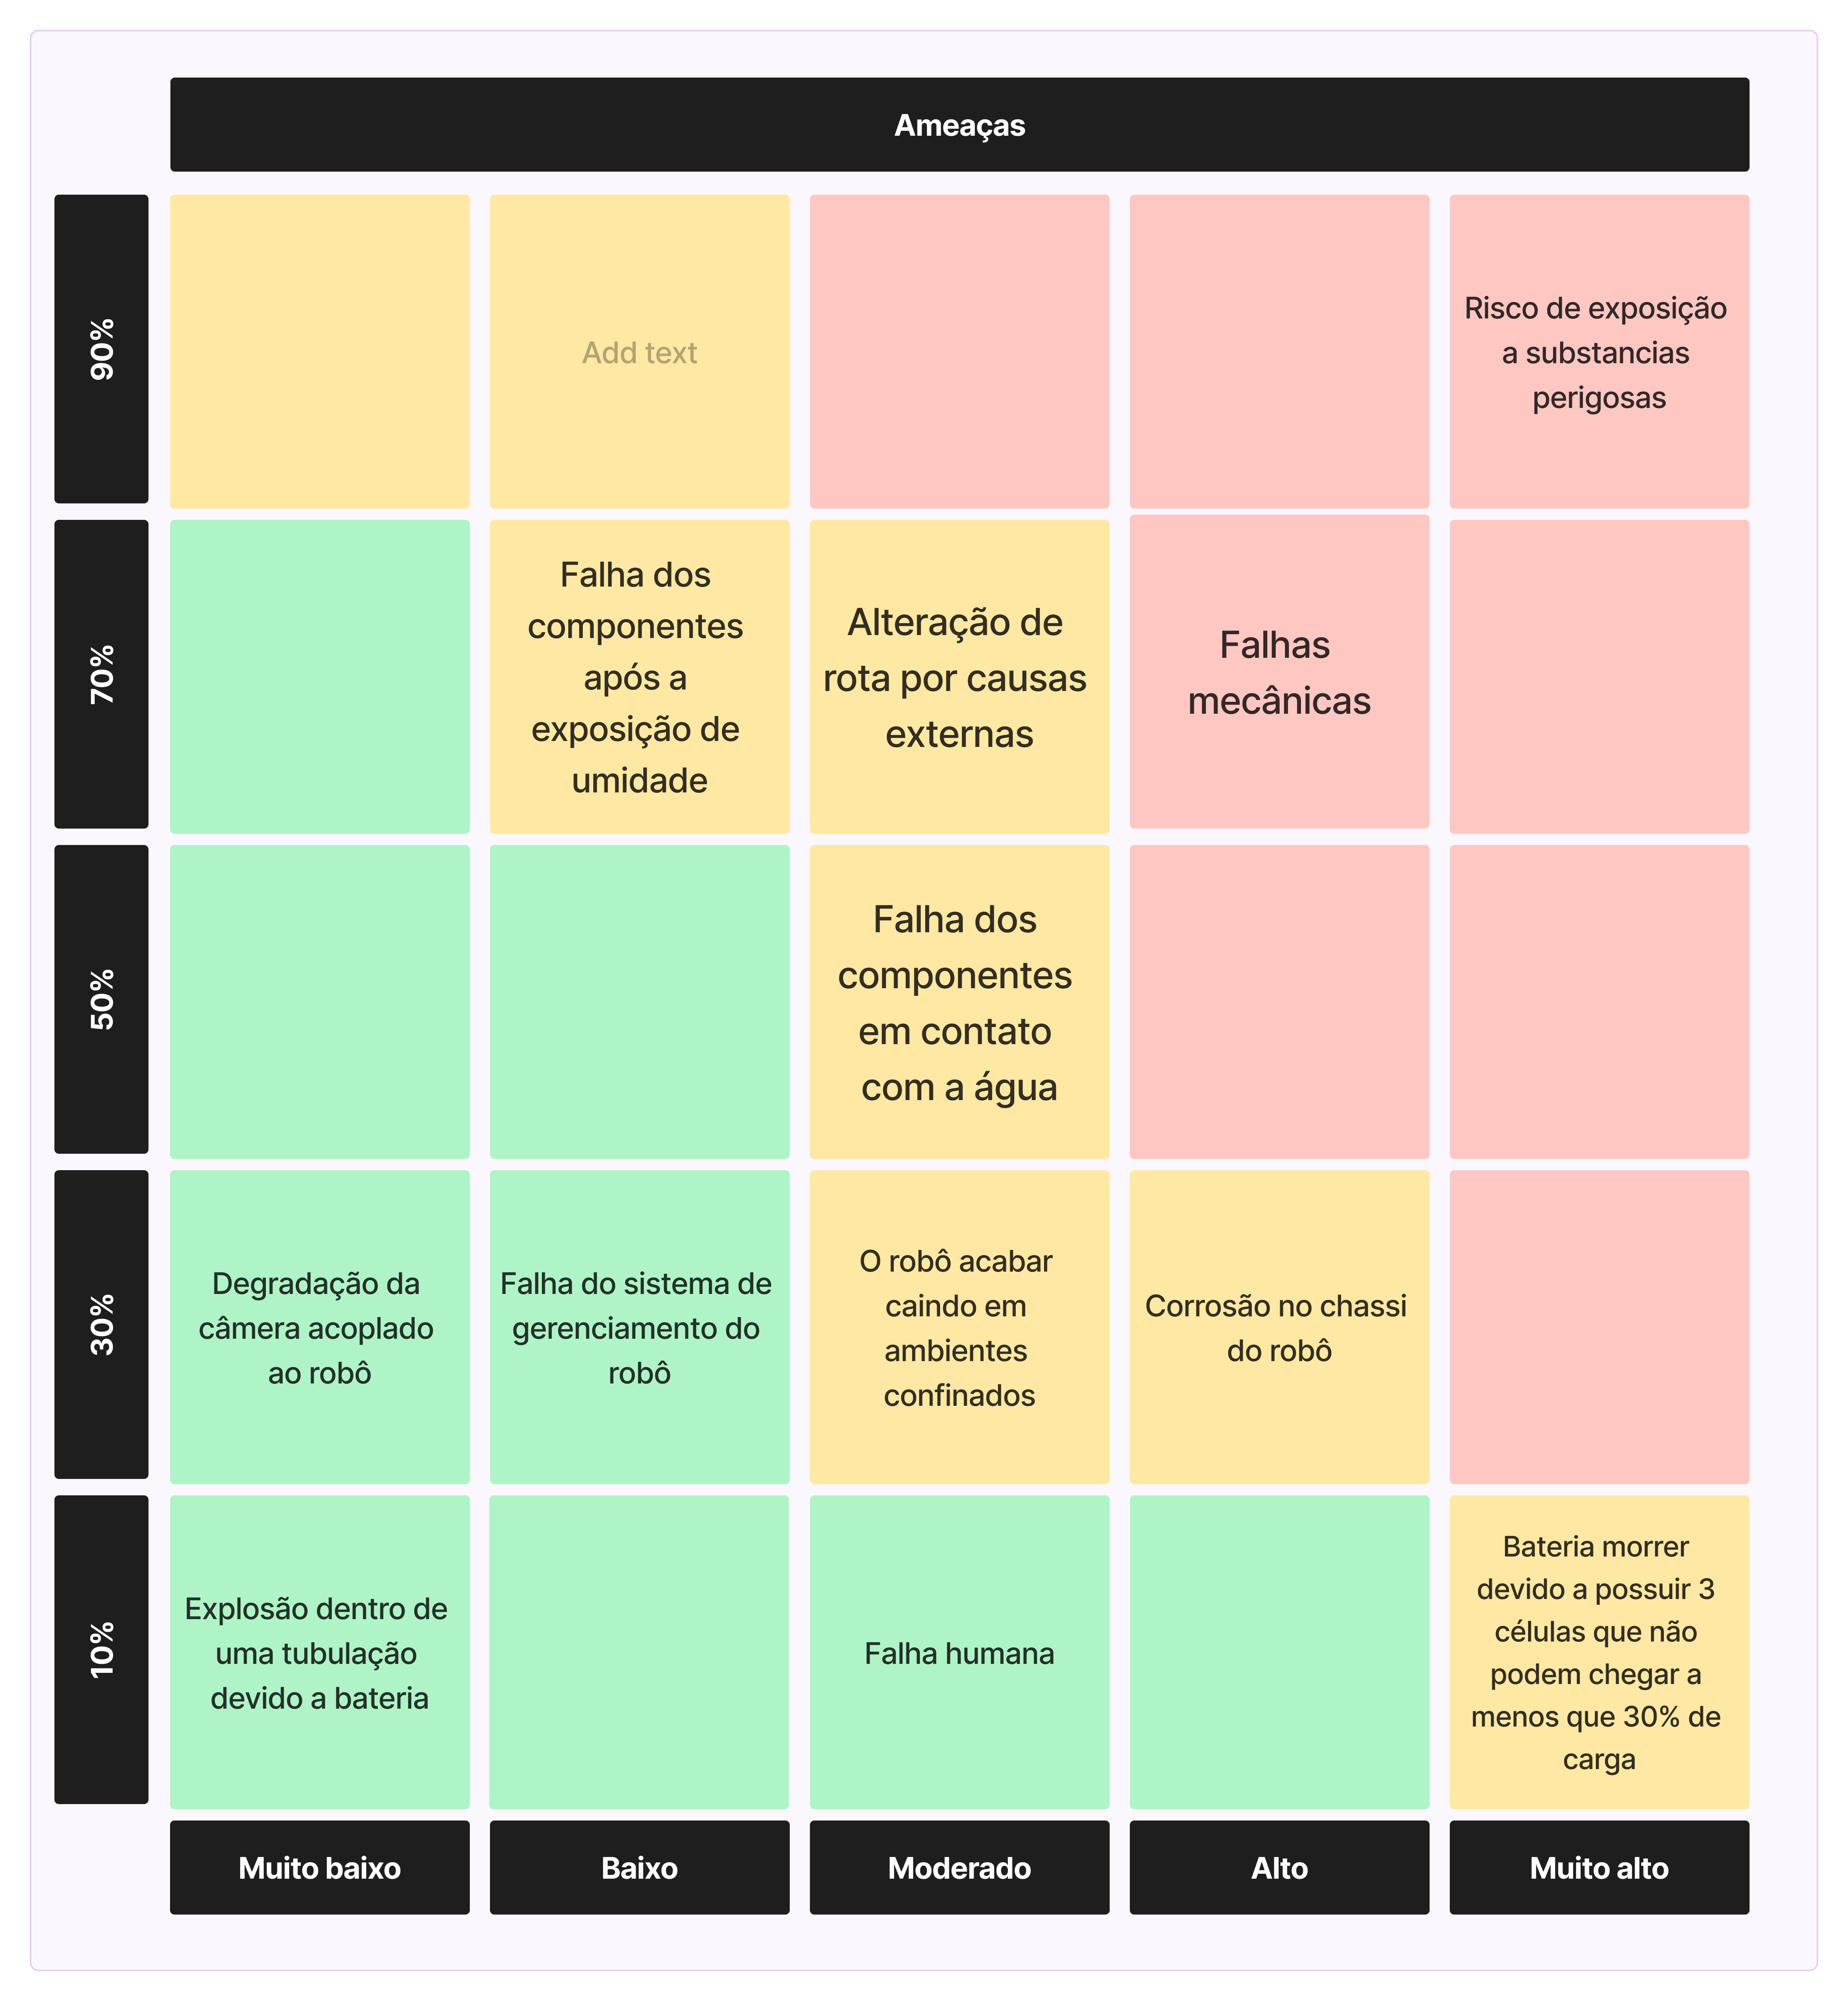 Ameaças
90%
Add text
Risco de exposição
a substancias
perigosas
70%
Falha dos
componentes
após a
exposição de
umidade
Alteração de
rota por causas
externas
Falhas
mecânicas
50%
Falha dos
componentes
em contato
com a água
30%
Degradação da
câmera acoplado
ao robô
Falha do sistema de
gerenciamento do
robô
O robô acabar
caindo em
ambientes
confinados
Corrosão no chassi
do robô
10%
Explosão dentro de
uma tubulação
devido a bateria
Falha humana
Bateria morrer
devido a possuir 3
células que não
podem chegar a
menos que 30% de
carga
Muito baixo
Baixo
Moderado
Alto
Muito alto